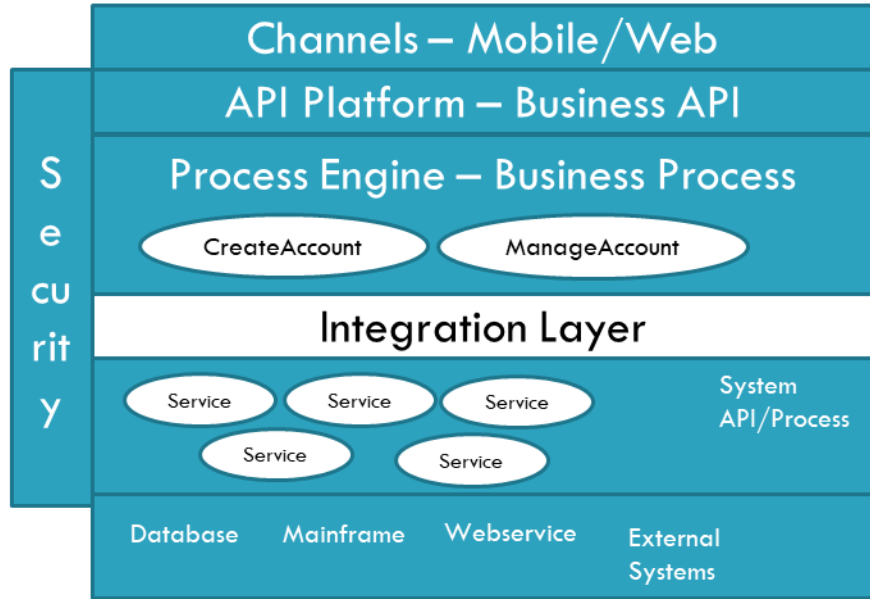 Channels – Mobile/Web
API Platform – Business API
S
e
cu
rit
y
Process Engine – Business Process
CreateAccount
ManageAccount
Integration Layer
Service
Service
Service
System
API/Process
Service
Service
Database
Mainframe
Webservice
External
Systems